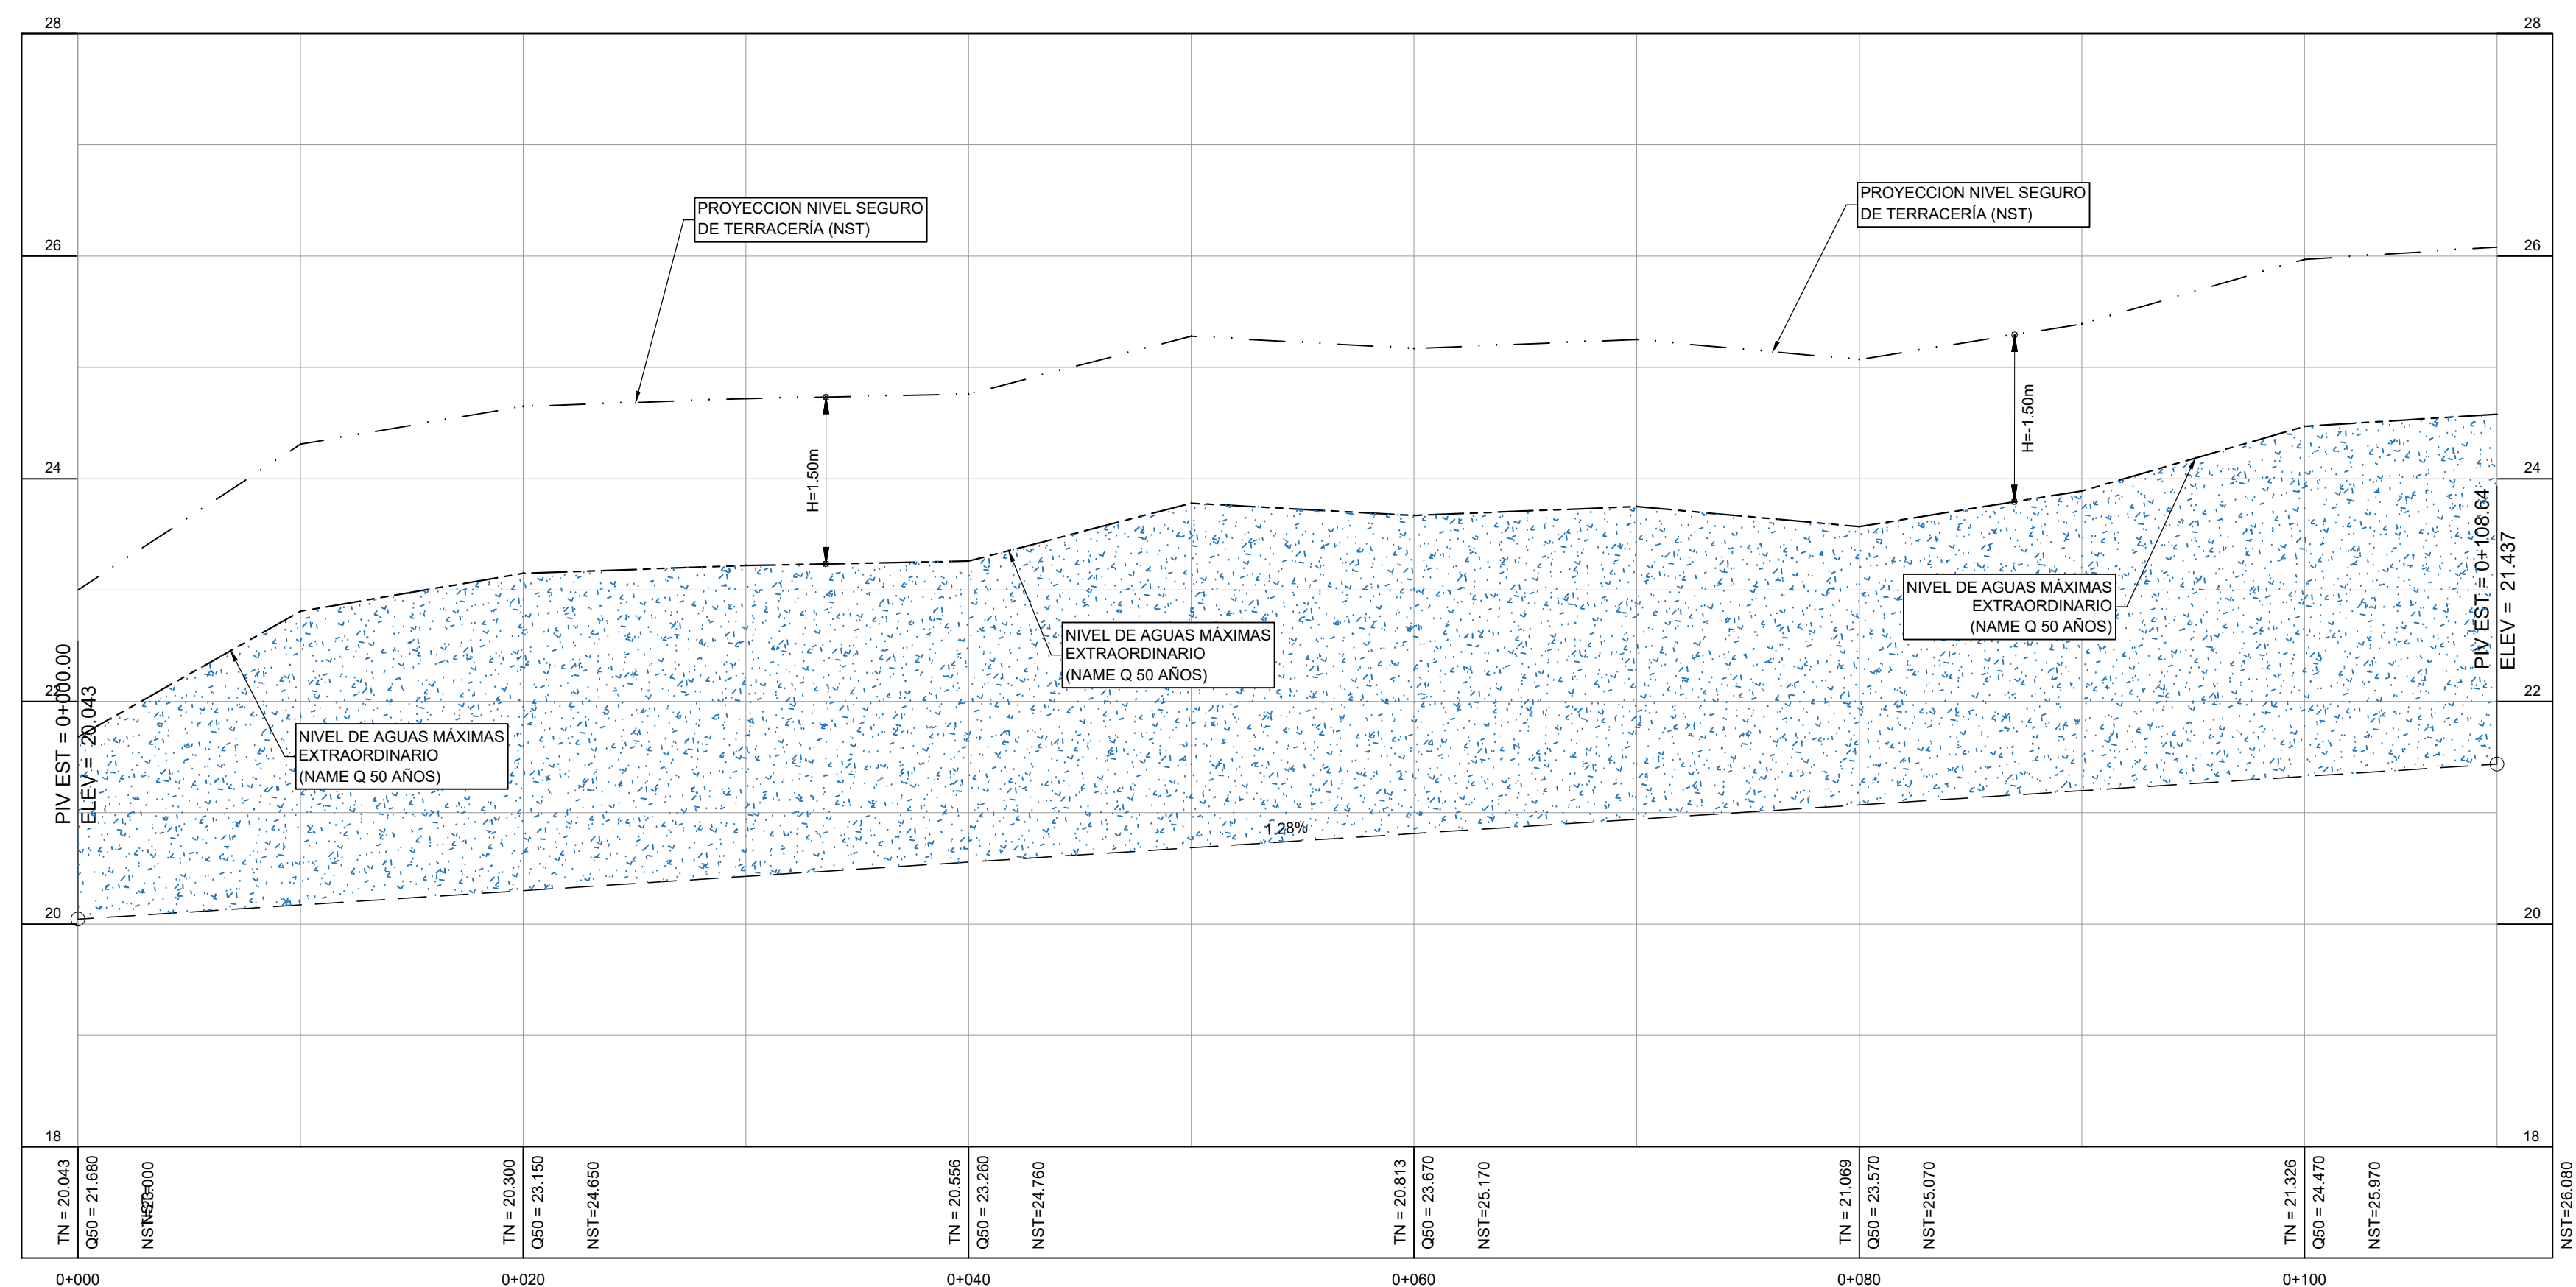 28
28
PROYECCION NIVEL SEGURO
DE TERRACERÍA (NST)
PROYECCION NIVEL SEGURO
DE TERRACERÍA (NST)
26
26
H=1.50m
H=-1.50m
24
24
NIVEL DE AGUAS MÁXIMAS
EXTRAORDINARIO
(NAME Q 50 AÑOS)
NIVEL DE AGUAS MÁXIMAS
EXTRAORDINARIO
(NAME Q 50 AÑOS)
NIVEL DE AGUAS MÁXIMAS
EXTRAORDINARIO
(NAME Q 50 AÑOS)
PIV EST = 0+000.00
ELEV = 20.043
PIV EST = 0+108.64
ELEV = 21.437
22
22
1.28%
20
20
18
18
TN = 20.043
Q50 = 21.680
TN = 20.300
Q50 = 23.150
NST=24.650
TN = 20.556
Q50 = 23.260
NST=24.760
TN = 20.813
Q50 = 23.670
NST=25.170
TN = 21.069
Q50 = 23.570
NST=25.070
TN = 21.326
Q50 = 24.470
NST=25.970
NST=26.080
0+000
0+020
0+040
0+060
0+080
0+100